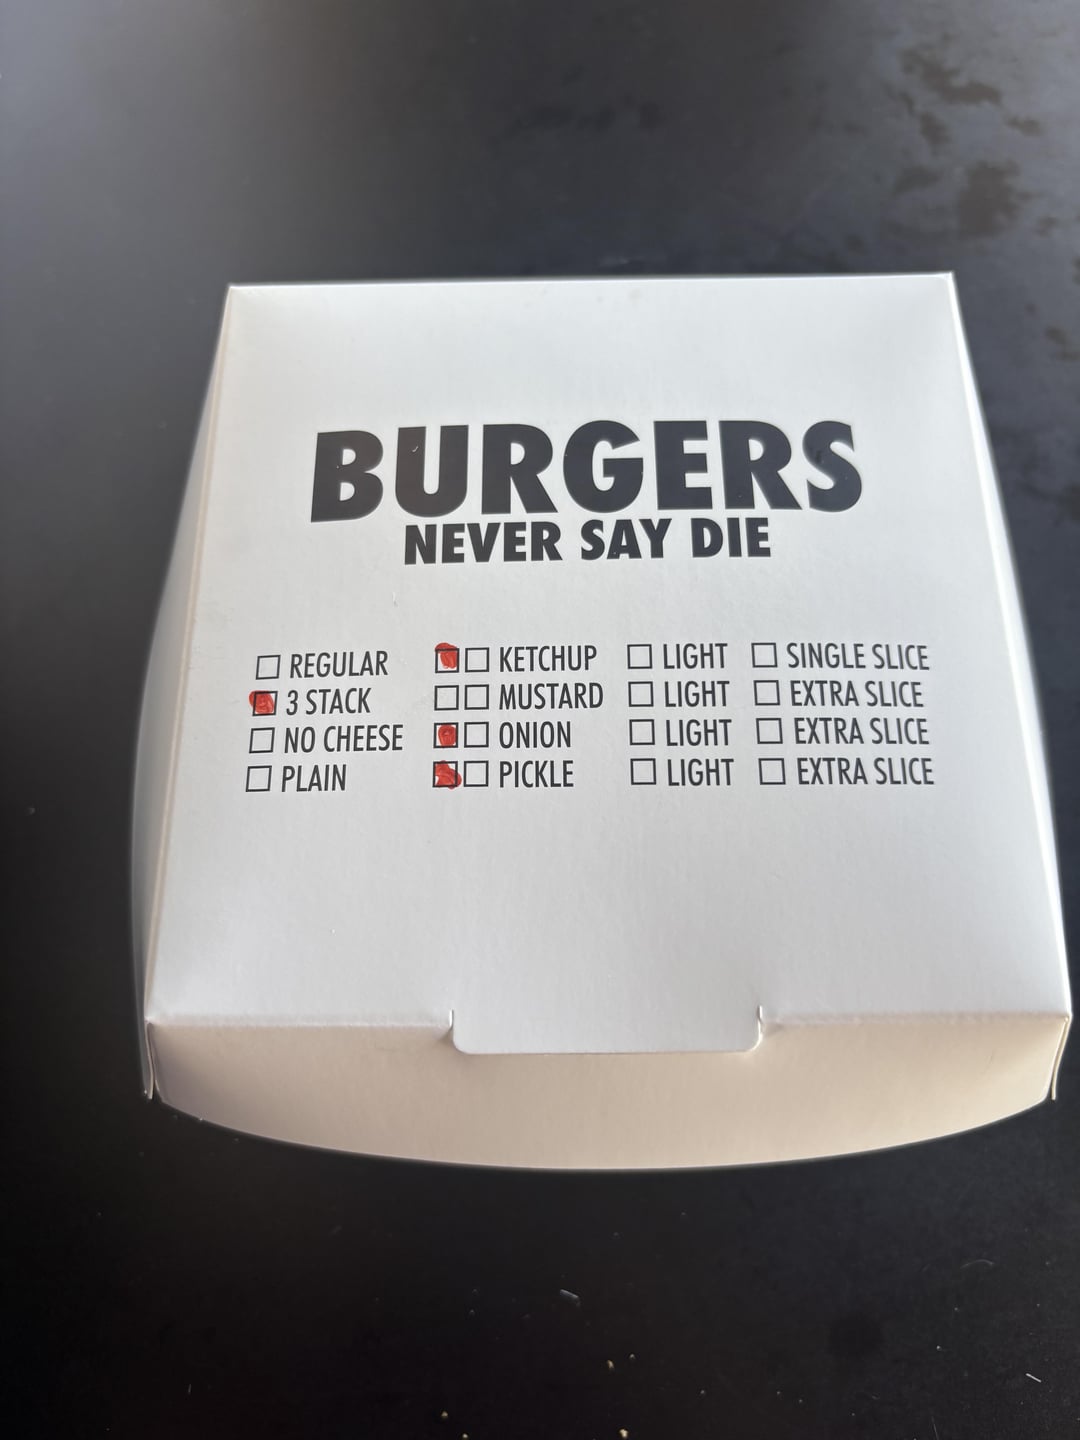 BURGERS
NEVER SAY DIE
REGULAR KETCHUP LIGHT SINGLE SLICE
3 STACK MUSTARD LIGHT EXTRA SLICE
NO CHEESE ONION LIGHT EXTRA SLICE
PLAIN PICKLE LIGHT EXTRA SLICE